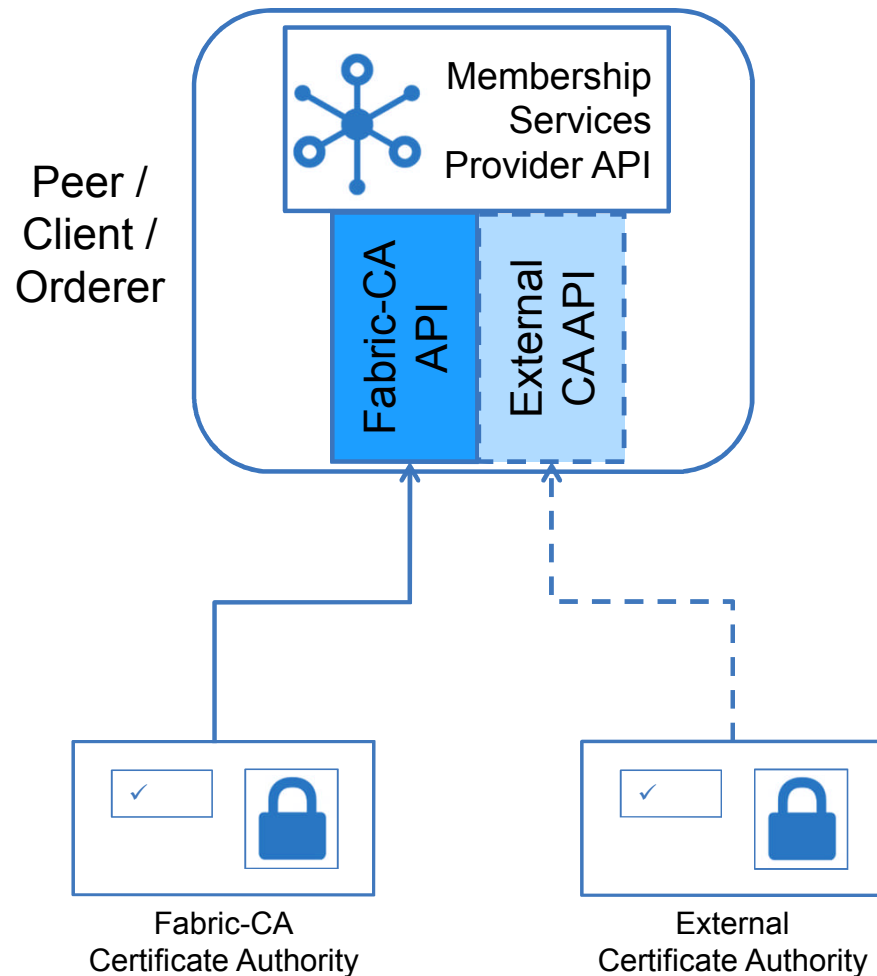 Membership
Services
Provider API
Peer /
Client /
Orderer
Fabric-CA
API
External
CA API
✓
✓
Fabric-CA
Certificate Authority
External
Certificate Authority